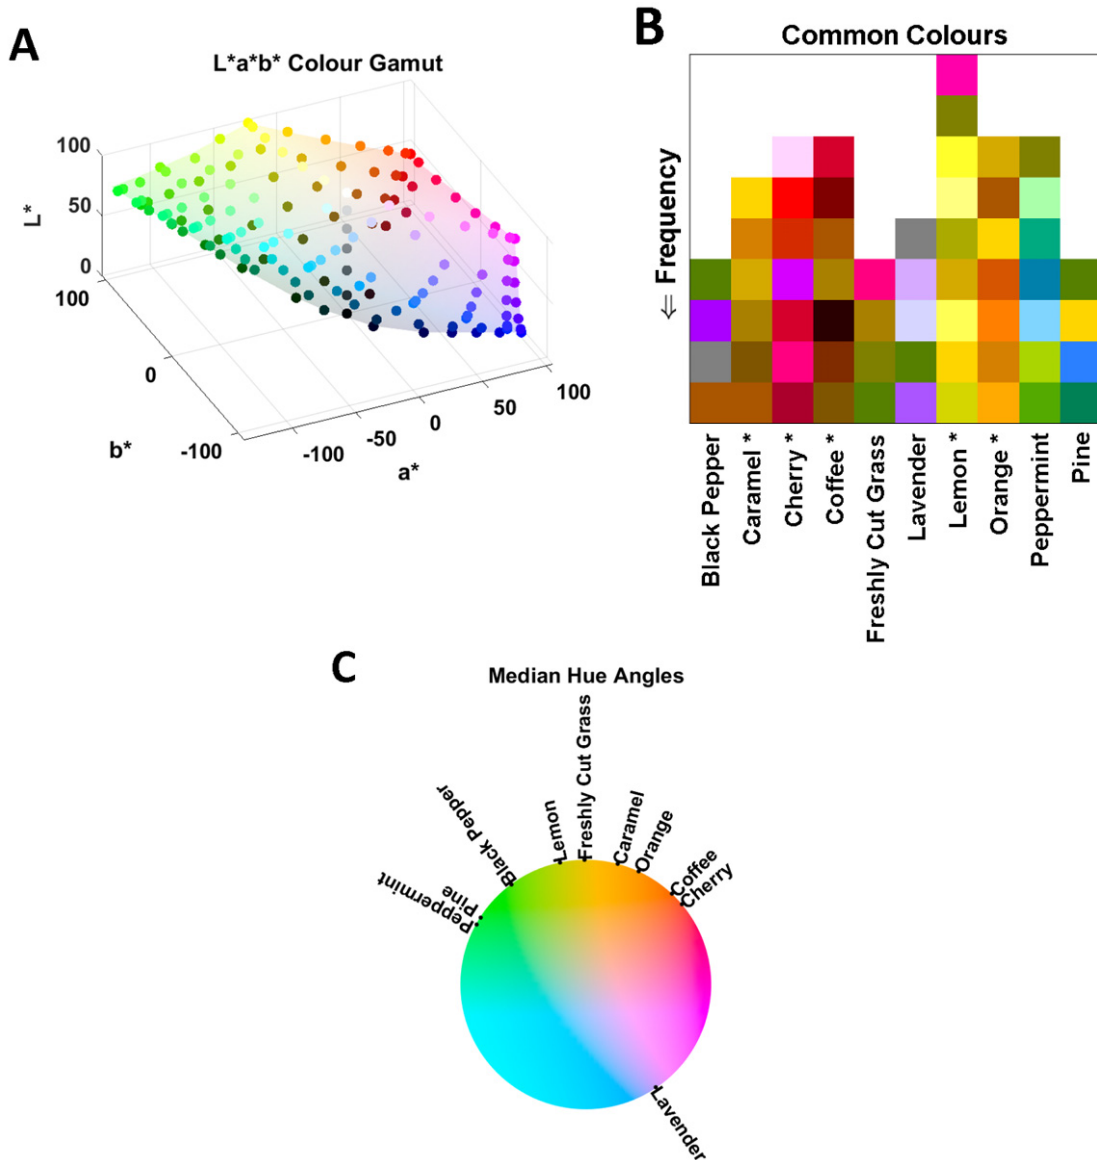 A
L*a*b* Colour Gamut
100
50
0
L*
100
0
-100
b*
-100
-50
0
50
100
a*
B
Common Colours
⇐ Frequency
Black Pepper
Caramel *
Cherry *
Coffee *
Freshly Cut Grass
Lavender
Lemon *
Orange *
Peppermint
Pine
C
Median Hue Angles
Peppermint
Pine
Black Pepper
Lemon
Freshly Cut Grass
Caramel
Orange
Coffee
Cherry
Lavender